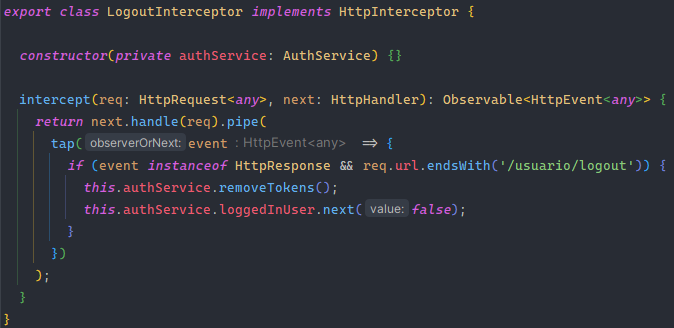 export class LogoutInterceptor implements HttpInterceptor {
constructor(private authService: AuthService) {}
intercept(req: HttpRequest<any>, next: HttpHandler): Observable<HttpEvent<any>> {
return next.handle(req).pipe(
tap( observerOrNext: event : HttpEvent<any> => {
if (event instanceof HttpResponse && req.url.endsWith('/usuario/logout')) {
this.authService.removeTokens();
this.authService.loggedInUser.next( value: false);
}
})
);
}
}